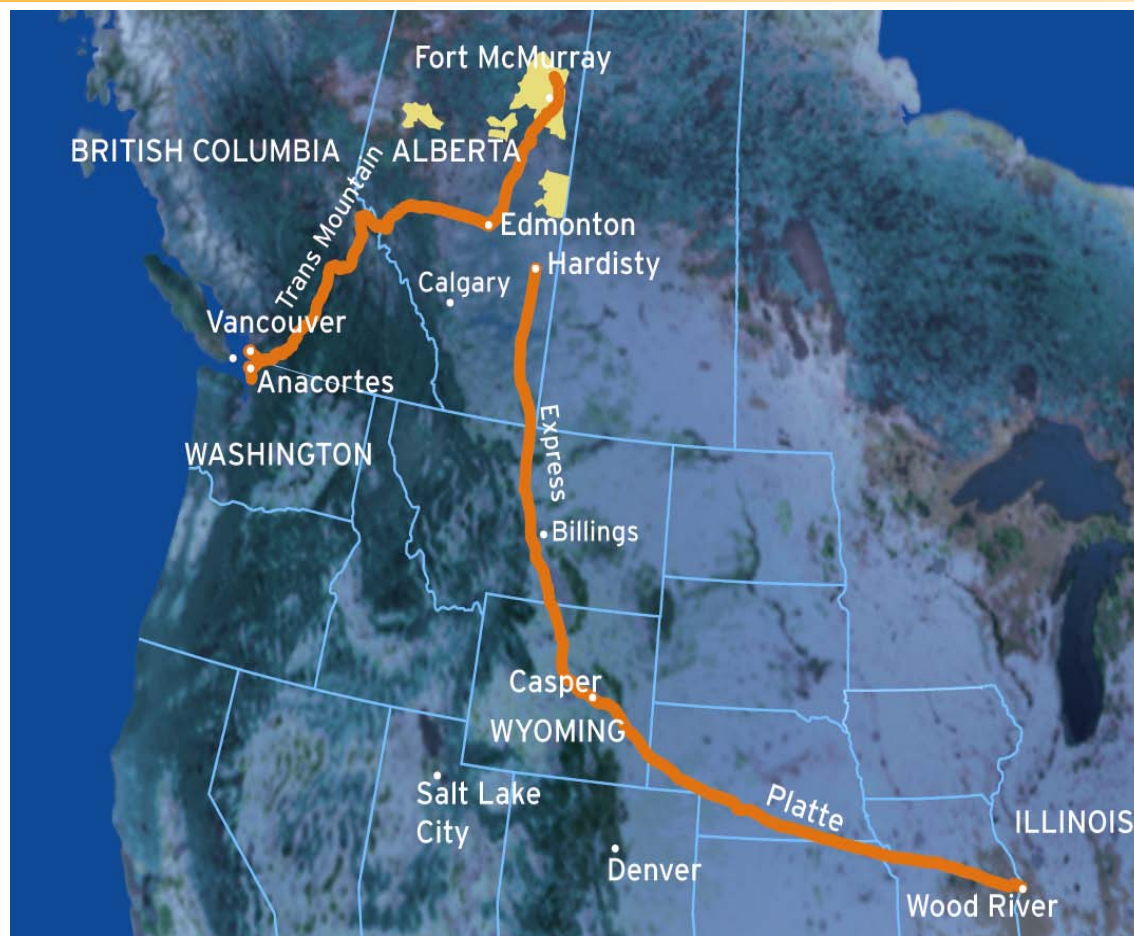 Fort McMurray
BRITISH COLUMBIA
ALBERTA
Trans Mountain
Edmonton
Hardisty
Calgary
Vancouver
Anacortes
Express
WASHINGTON
Billings
Casper
WYOMING
Salt Lake
City
Platte
ILLINOIS
Denver
Wood River